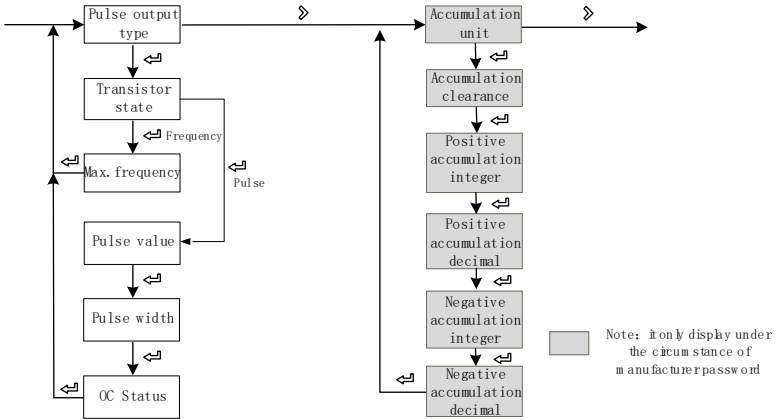 Pulse output
type
Transistor
state
Frequency
Pulse
Max. frequency
Pulse value
Pulse width
OC Status
Accumulation
unit
Accumulation
clearance
Positive
accumulation
integer
Positive
accumulation
decimal
Negative
accumulation
integer
Negative
accumulation
decimal
Note: it only display under
the circumstance of
manufacturer password